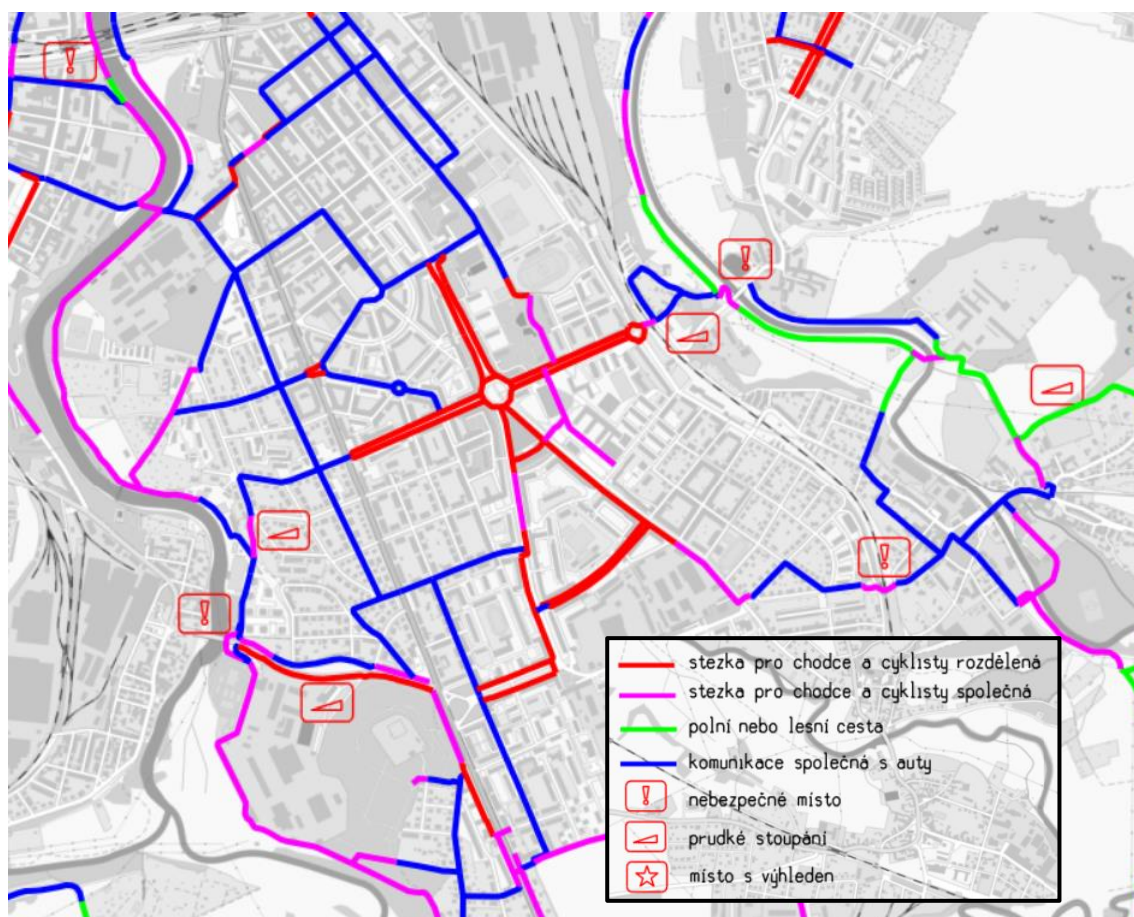 stezka pro chodce a cyklisty rozdělená
stezka pro chodce a cyklisty společná
polní nebo lesní cesta
komunikace společná s auty
nebezpečné místo
prudké stoupání
místo s výhleden